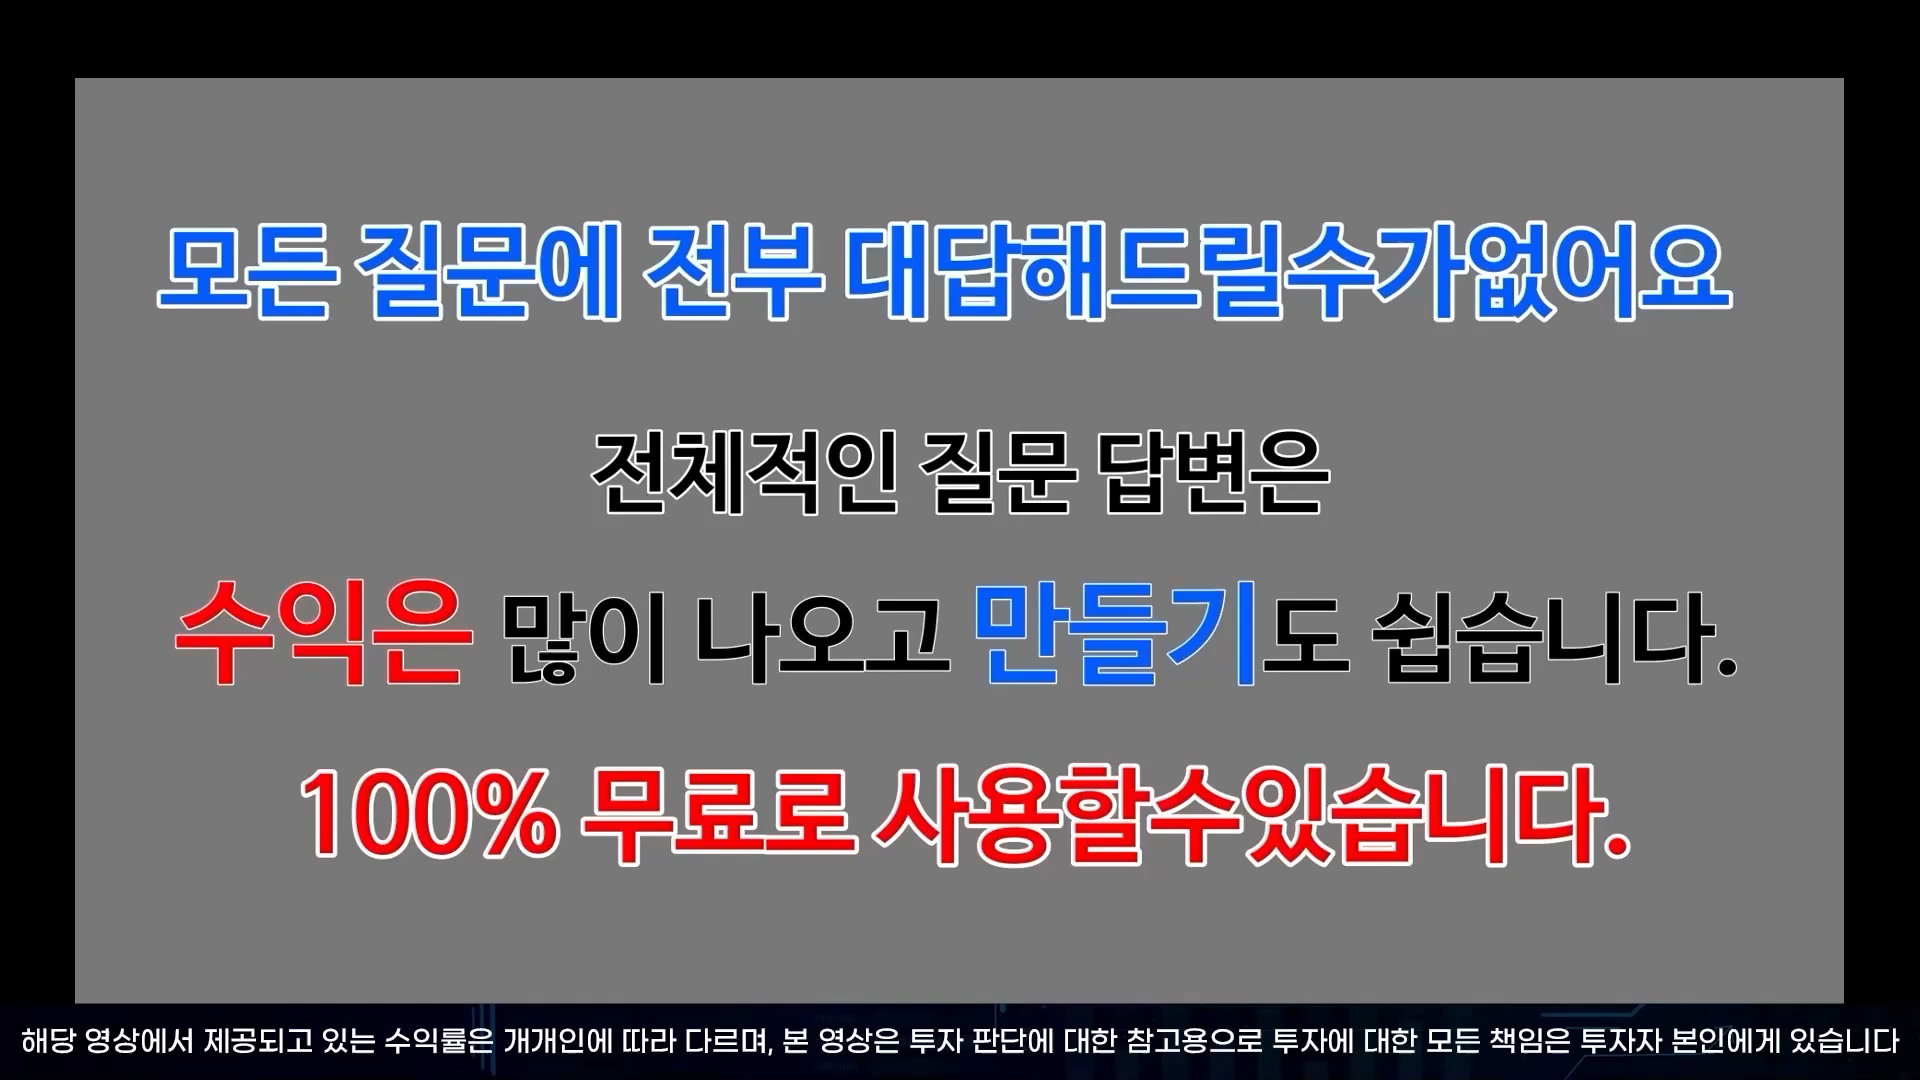 모든 질문에 전부 대답해드릴수가없어요
전체적인 질문 답변은
수익은 많이 나오고 만들기도 쉽습니다.
100% 무료로 사용할수있습니다.
해당 영상에서 제공되고 있는 수익률은 개개인에 따라 다르며, 본 영상은 투자 판단에 대한 참고용으로 투자에 대한 모든 책임은 투자자 본인에게 있습니다